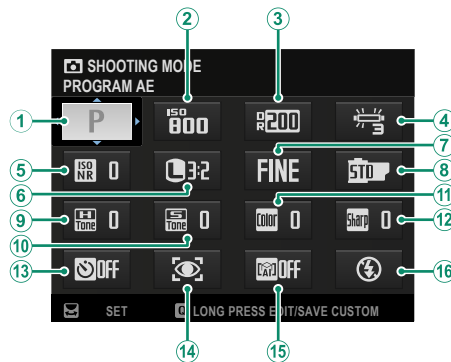 2 3
SHOOTING MODE
PROGRAM AE
1 P ISO 800 DR 200 3 4
7
5 ISO NR 0 L 3:2 FINE STD 8
6 11
9 H Tone 0 S Tone 0 Color 0 Sharp 0 12
10
13 OFF AF OFF 16
SET Q LONG PRESS EDIT/SAVE CUSTOM
14 15